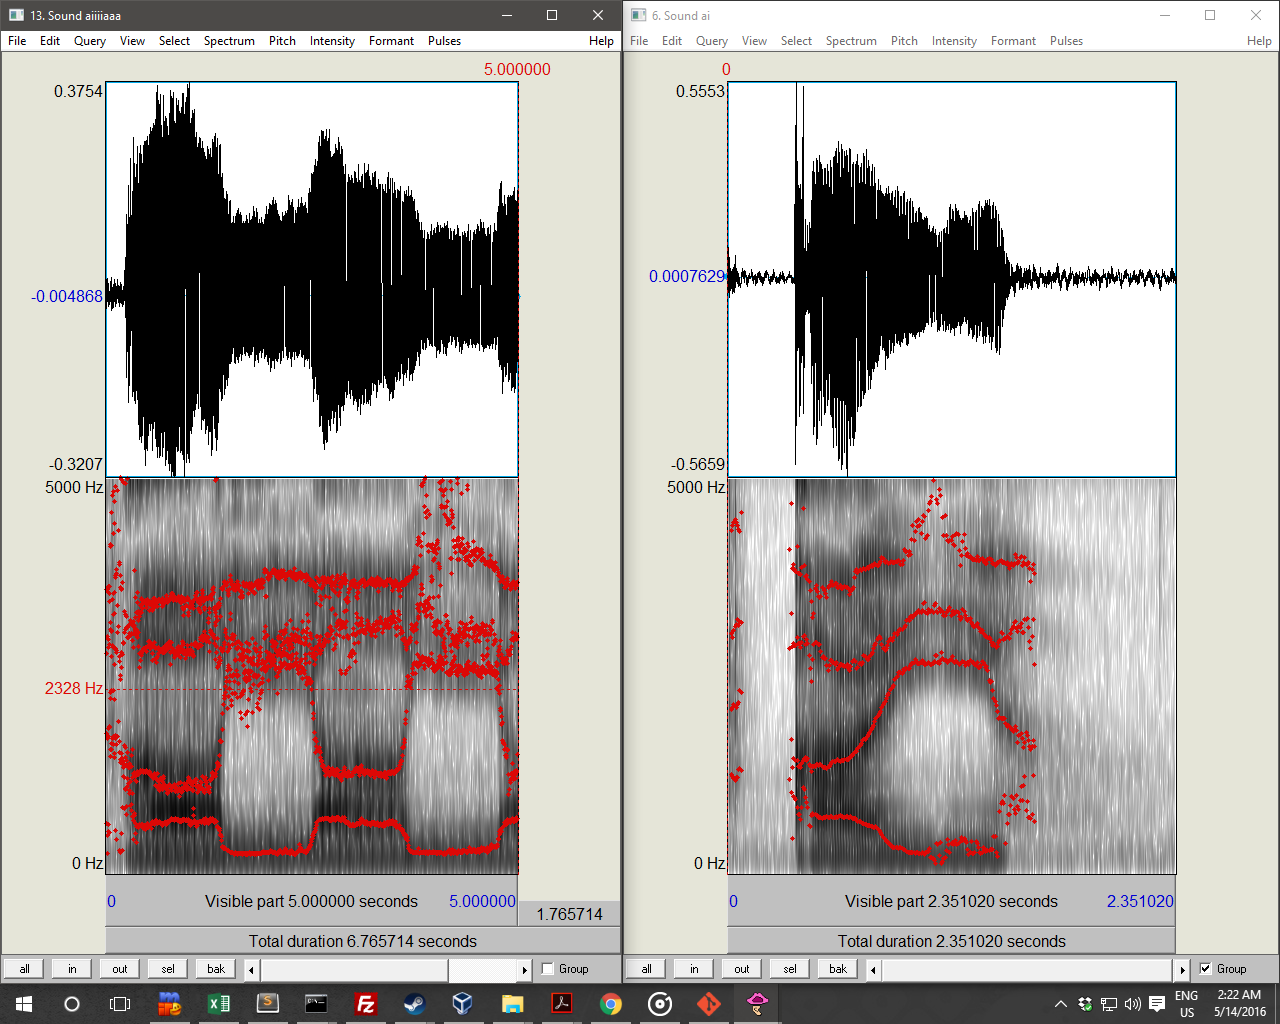 13. Sound aiiiiaaa
File Edit Query View Select Spectrum Pitch Intensity Formant Pulses Help
5.000000
0.3754
-0.004868
-0.3207
5000 Hz
2328 Hz
0 Hz
0 Visible part 5.000000 seconds 5.000000
1.765714
Total duration 6.765714 seconds
all in out sel bak Group
6. Sound ai
File Edit Query View Select Spectrum Pitch Intensity Formant Pulses Help
0
0.5553
0.0007629
-0.5659
5000 Hz
0 Hz
0 Visible part 2.351020 seconds 2.351020
Total duration 2.351020 seconds
all in out sel bak Group
ENG 2:22 AM
US 5/14/2016